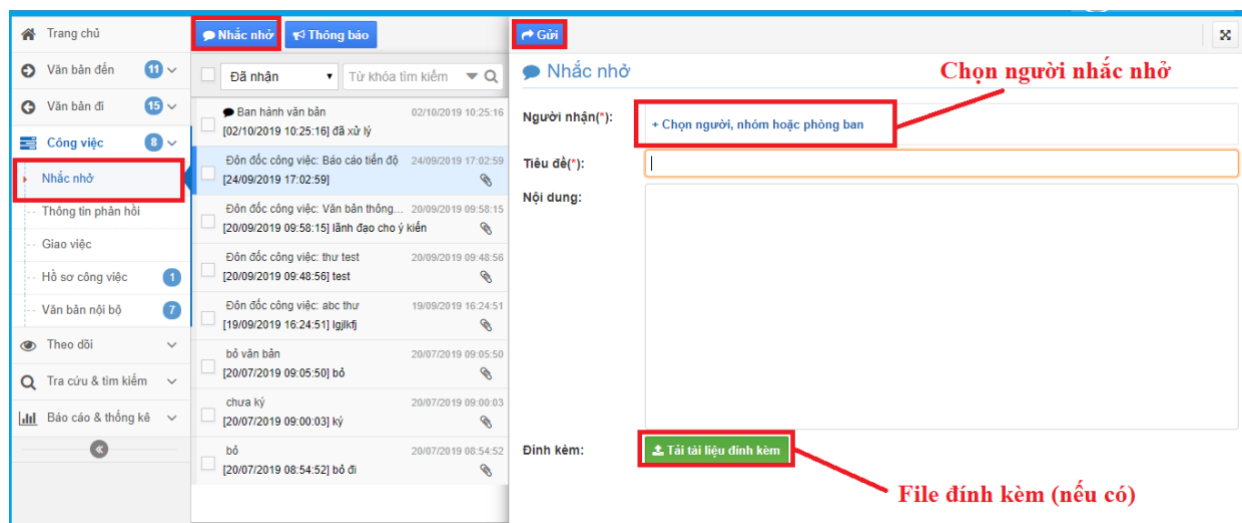 Trang chủ
Văn bản đến 11
Văn bản đi 15
Công việc 8
Nhắc nhở
Thông tin phản hồi
Giao việc
Hồ sơ công việc 1
Văn bản nội bộ 7
Theo dõi
Tra cứu & tìm kiếm
Báo cáo & thống kê
Nhắc nhở Thông báo
Đã nhận Từ khóa tìm kiếm
Ban hành văn bản 02/10/2019 10:25:16
[02/10/2019 10:25:16] đã xử lý
Đôn đốc công việc: Báo cáo tiến độ 24/09/2019 17:02:59
[24/09/2019 17:02:59]
Đôn đốc công việc: Văn bản thông... 20/09/2019 09:58:15
[20/09/2019 09:58:15] lãnh đạo cho ý kiến
Đôn đốc công việc: thư test 20/09/2019 09:48:56
[20/09/2019 09:48:56] test
Đôn đốc công việc: abc thư 19/09/2019 16:24:51
[19/09/2019 16:24:51] lgjlkfj
bỏ văn bản 20/07/2019 09:05:50
[20/07/2019 09:05:50] bỏ
chưa ký 20/07/2019 09:00:03
[20/07/2019 09:00:03] ký
bỏ 20/07/2019 08:54:52
[20/07/2019 08:54:52] bỏ đi
Gửi
Nhắc nhở
Chọn người nhắc nhở
Người nhận(*): + Chọn người, nhóm hoặc phòng ban
Tiêu đề(*):
Nội dung:
Đính kèm: Tải tài liệu đính kèm
File đính kèm (nếu có)